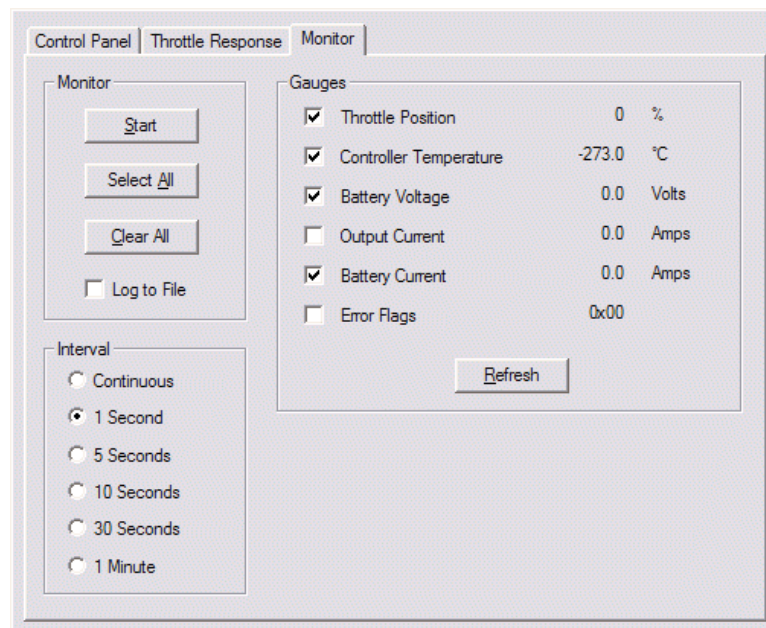 Control Panel
Throttle Response
Monitor
Monitor
Start
Select All
Clear All
Log to File
Interval
Continuous
1 Second
5 Seconds
10 Seconds
30 Seconds
1 Minute
Gauges
Throttle Position 0 %
Controller Temperature -273.0 °C
Battery Voltage 0.0 Volts
Output Current 0.0 Amps
Battery Current 0.0 Amps
Error Flags 0x00
Refresh